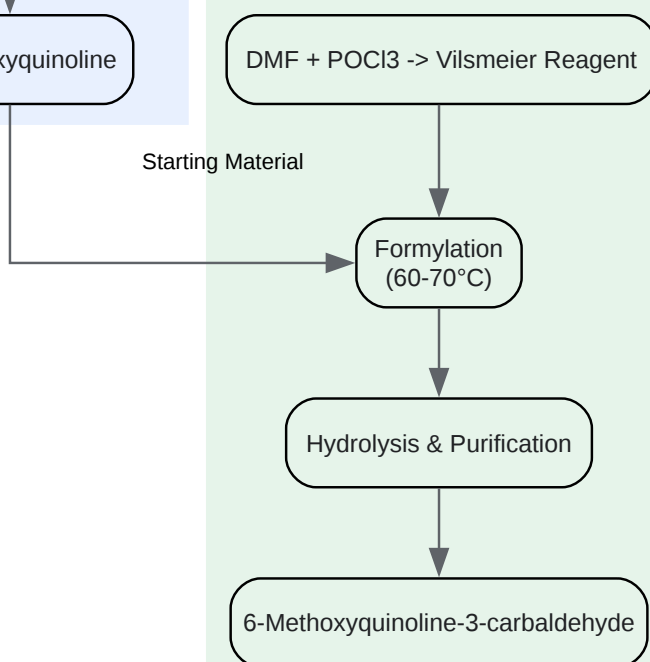 xyquinoline
DMF + POCl3 -> Vilsmeier Reagent
Starting Material
Formylation
(60-70°C)
Hydrolysis & Purification
6-Methoxyquinoline-3-carbaldehyde